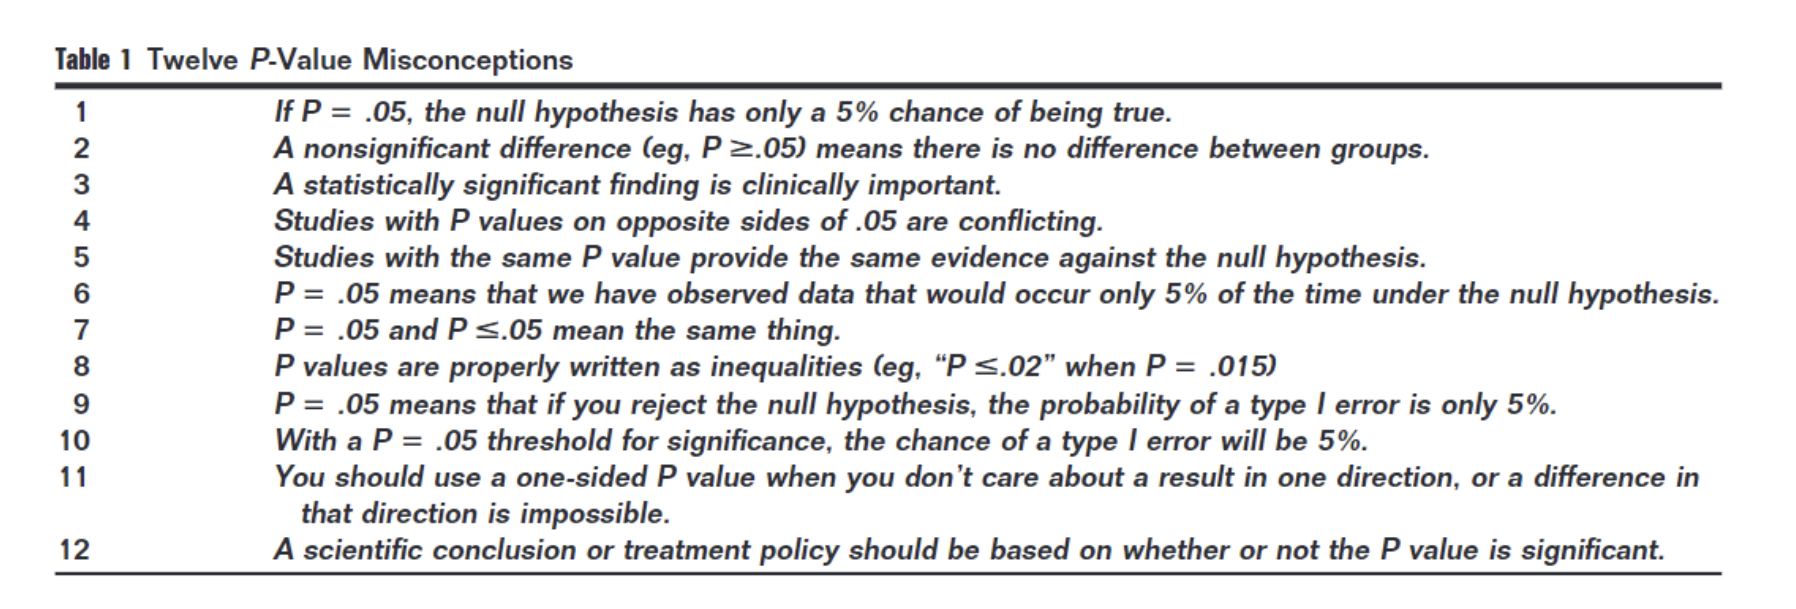 Table 1 Twelve P-Value Misconceptions
1 If P = .05, the null hypothesis has only a 5% chance of being true.
2 A nonsignificant difference (eg, P ≥.05) means there is no difference between groups.
3 A statistically significant finding is clinically important.
4 Studies with P values on opposite sides of .05 are conflicting.
5 Studies with the same P value provide the same evidence against the null hypothesis.
6 P = .05 means that we have observed data that would occur only 5% of the time under the null hypothesis.
7 P = .05 and P ≤.05 mean the same thing.
8 P values are properly written as inequalities (eg, “P ≤.02” when P = .015)
9 P = .05 means that if you reject the null hypothesis, the probability of a type I error is only 5%.
10 With a P = .05 threshold for significance, the chance of a type I error will be 5%.
11 You should use a one-sided P value when you don’t care about a result in one direction, or a difference in
that direction is impossible.
12 A scientific conclusion or treatment policy should be based on whether or not the P value is significant.